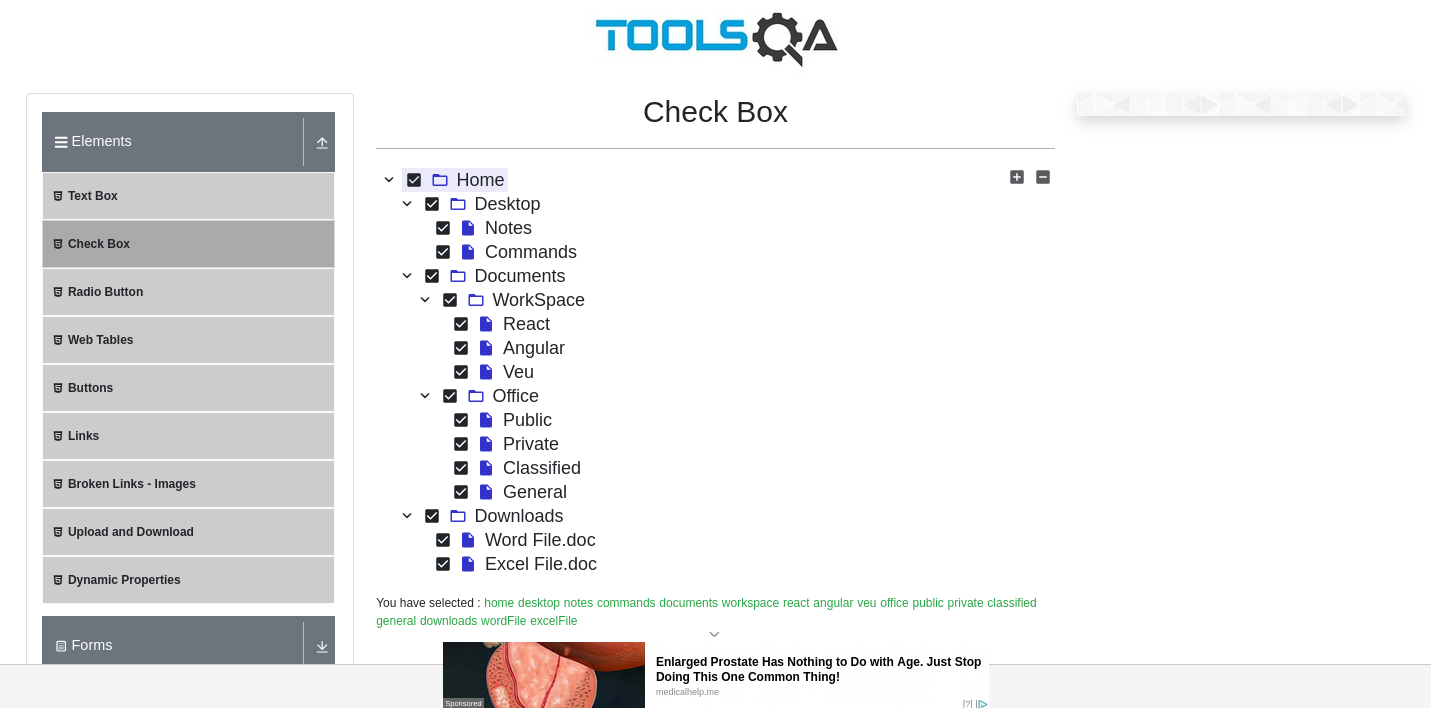 TOOLSQA
Check Box
Elements
Text Box
Check Box
Radio Button
Web Tables
Buttons
Links
Broken Links - Images
Upload and Download
Dynamic Properties
Forms
Home
Desktop
Notes
Commands
Documents
WorkSpace
React
Angular
Veu
Office
Public
Private
Classified
General
Downloads
Word File.doc
Excel File.doc
You have selected : home desktop notes commands documents workspace react angular veu office public private classified
general downloads wordFile excelFile
Enlarged Prostate Has Nothing to Do with Age. Just Stop
Doing This One Common Thing!
medicalhelp.me
Sponsored
[?]